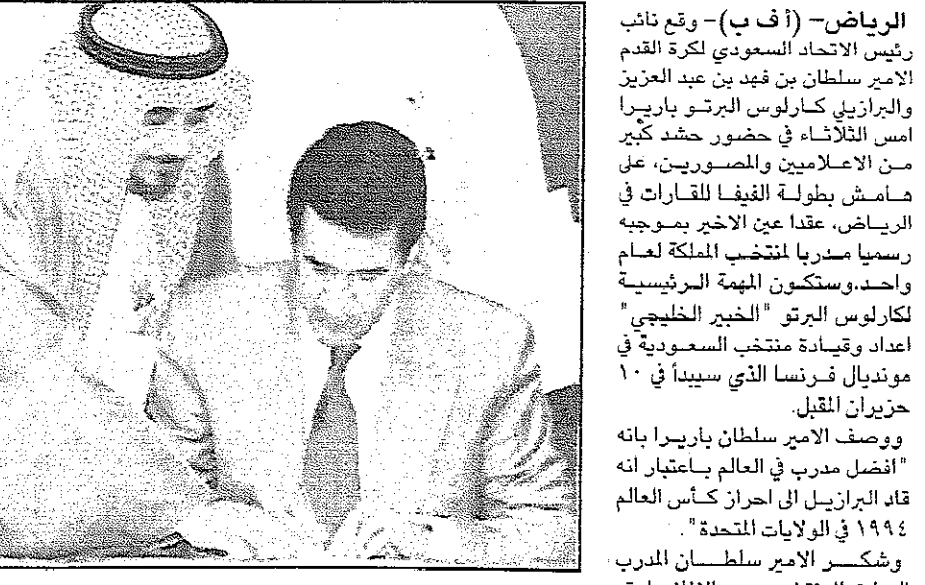 الرياض- (أ ف ب)- وقع نائب
رئيس الاتحاد السعودي لكرة القدم
الامير سلطان بن فهد بن عبد العزيز
والبرازيلي كارلوس البرتو باريرا
امس الثلاثاء في حضور حشد كبير
من الاعلاميين والمصورين، على
هامش بطولة الفيفا للقارات في
الرياض، عقدا عين الاخير بموجبه
رسميا مدربا لمنتخب المملكة لعام
واحد.وستكون المهمة الرئيسية
لكارلوس البرتو "الخبير الخليجي"
اعداد وقيادة منتخب السعودية في
مونديال فرنسا الذي سيبدأ في ١٠
حزيران المقبل.
ووصف الامير سلطان باريرا بانه
"افضل مدرب في العالم باعتبار انه
قاد البرازيل الى احراز كأس العالم
١٩٩٤ في الولايات المتحدة".
وشكر الامير سلطان المدرب